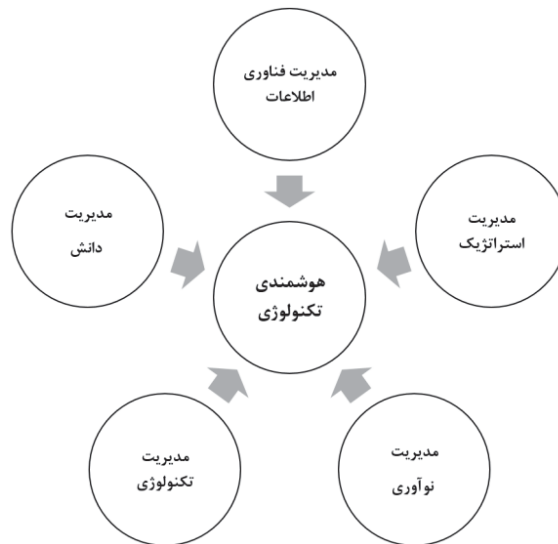 مدیریت فناوری
اطلاعات
مدیریت
استراتژیک
مدیریت
دانش
هوشمندی
تکنولوژی
مدیریت
نوآوری
مدیریت
تکنولوژی